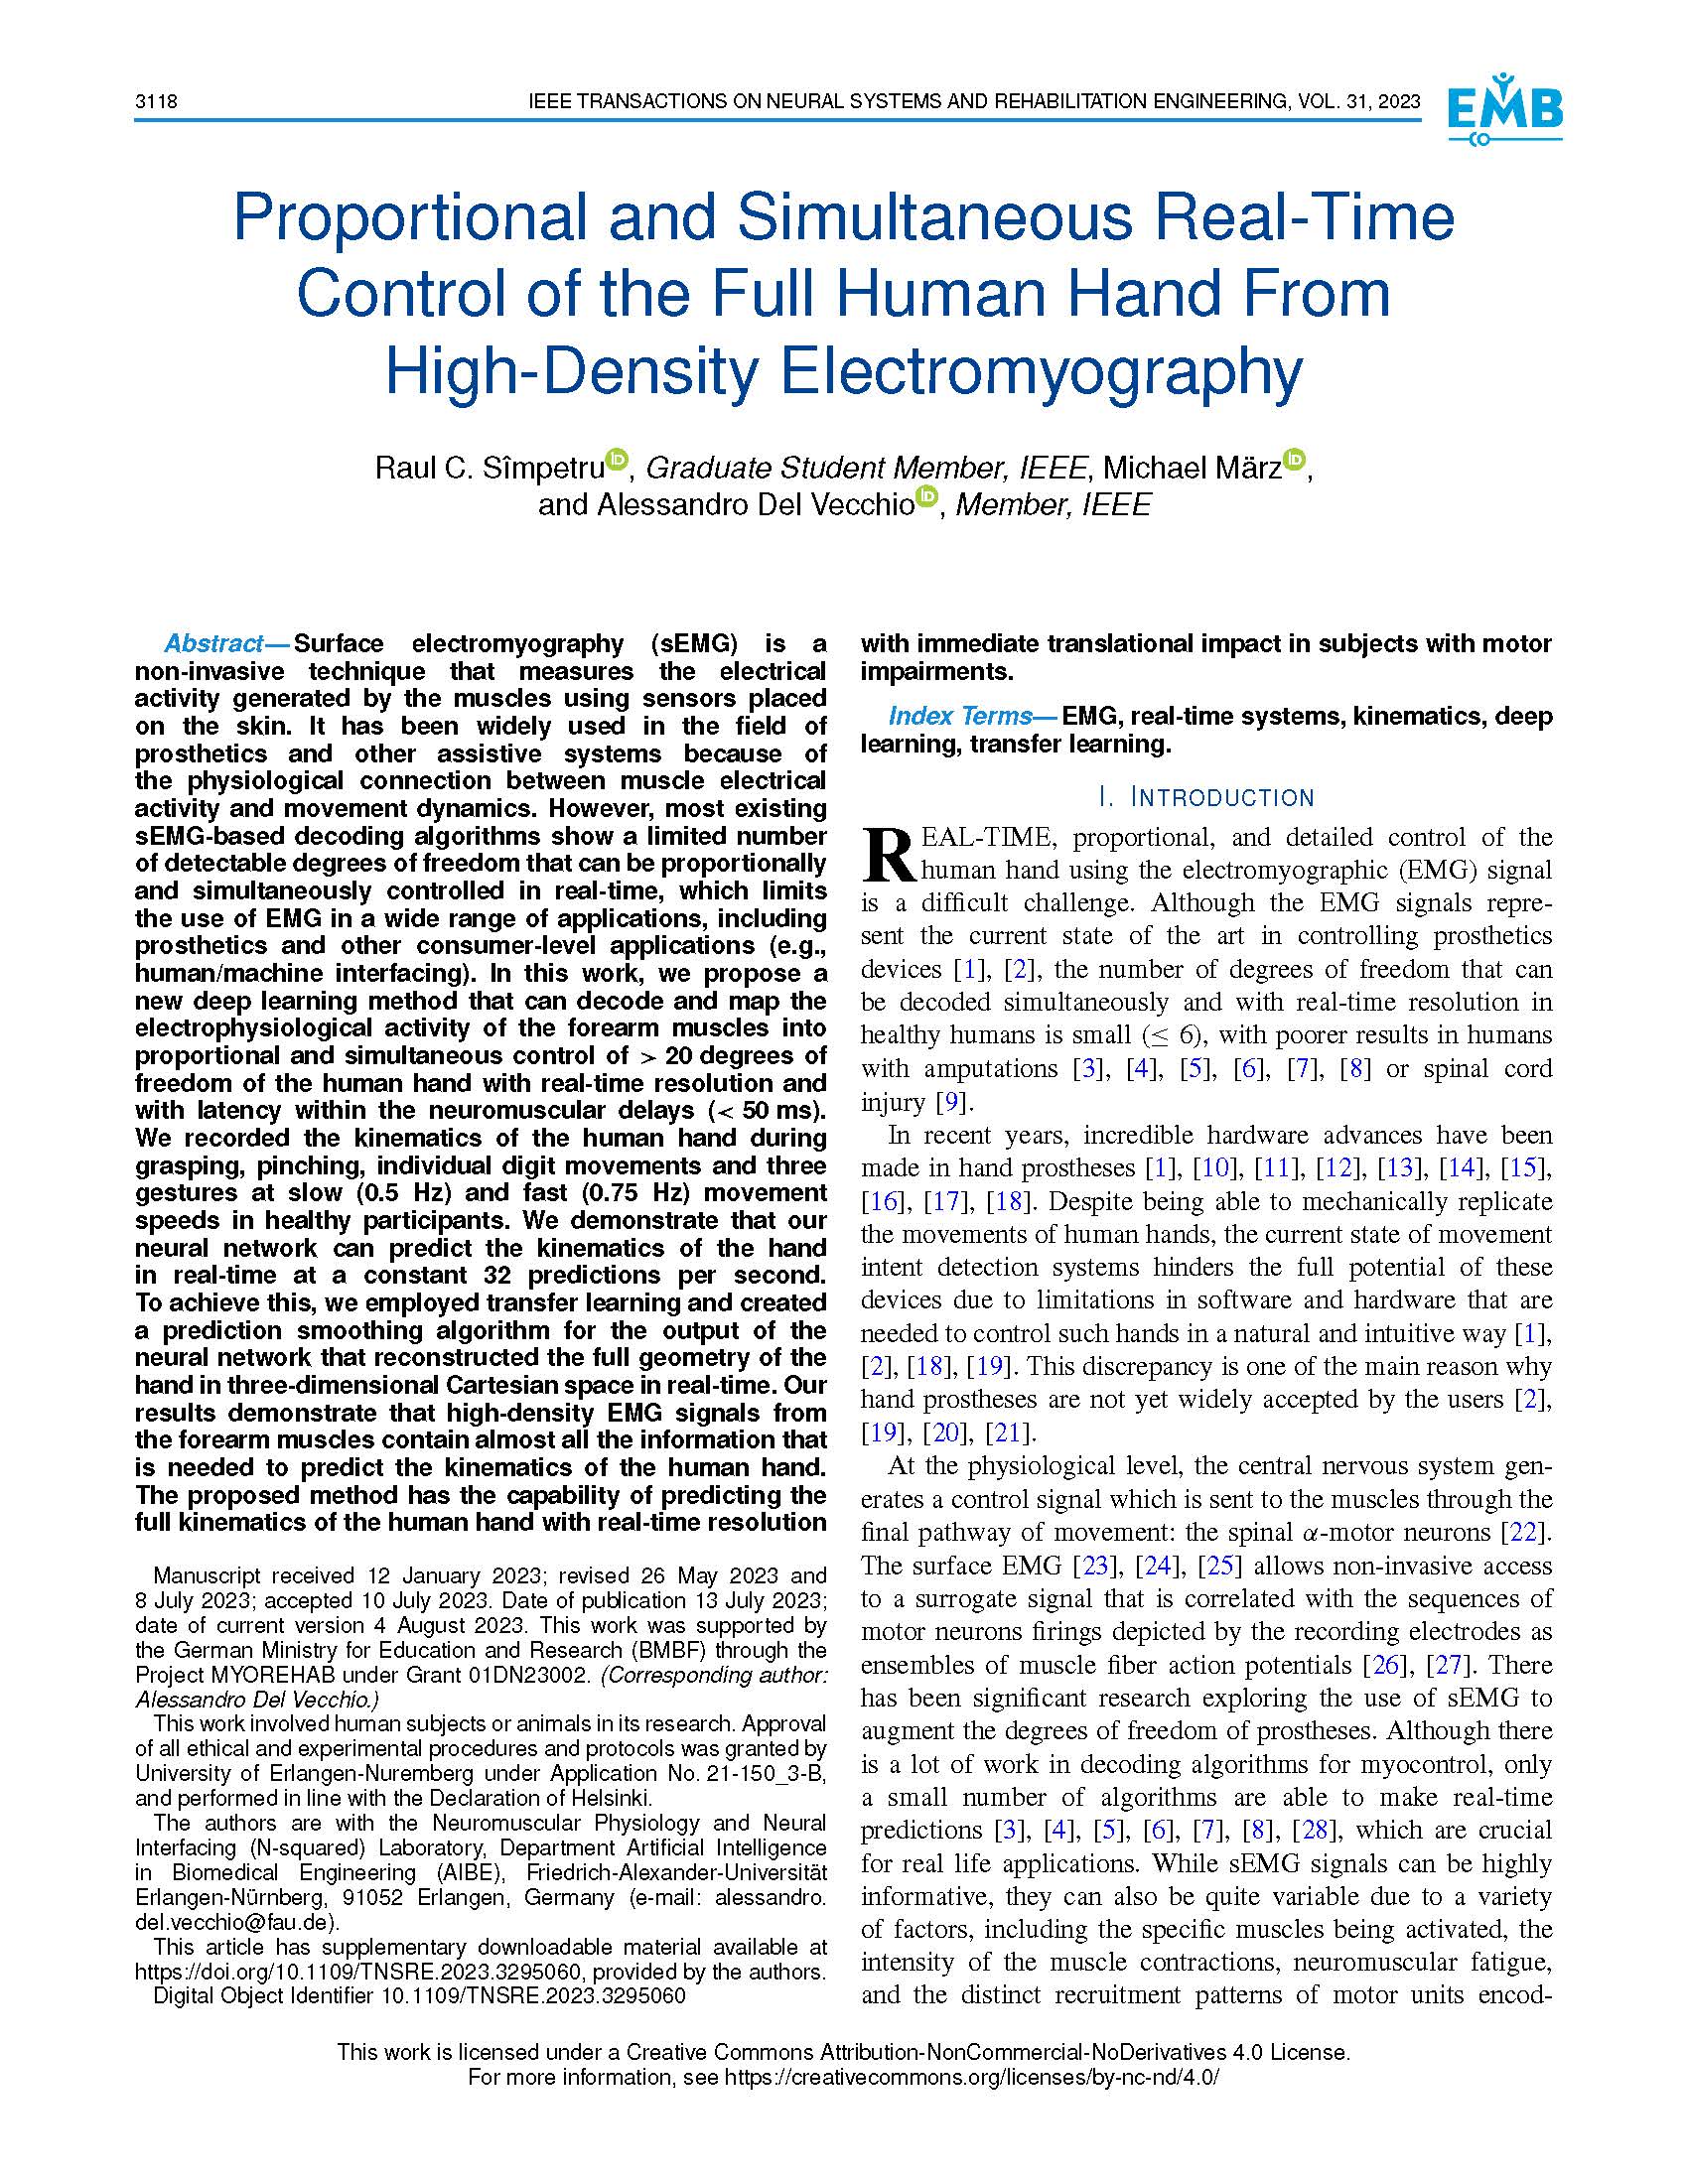 3118
IEEE TRANSACTIONS ON NEURAL SYSTEMS AND REHABILITATION ENGINEERING, VOL. 31, 2023
EMB
Proportional and Simultaneous Real-Time
Control of the Full Human Hand From
High-Density Electromyography
Raul C. Sîmpetru, Graduate Student Member, IEEE, Michael März,
and Alessandro Del Vecchio, Member, IEEE
Abstract—Surface electromyography (sEMG) is a
non-invasive technique that measures the electrical
activity generated by the muscles using sensors placed
on the skin. It has been widely used in the field of
prosthetics and other assistive systems because of
the physiological connection between muscle electrical
activity and movement dynamics. However, most existing
sEMG-based decoding algorithms show a limited number
of detectable degrees of freedom that can be proportionally
and simultaneously controlled in real-time, which limits
the use of EMG in a wide range of applications, including
prosthetics and other consumer-level applications (e.g.,
human/machine interfacing). In this work, we propose a
new deep learning method that can decode and map the
electrophysiological activity of the forearm muscles into
proportional and simultaneous control of > 20 degrees of
freedom of the human hand with real-time resolution and
with latency within the neuromuscular delays (< 50 ms).
We recorded the kinematics of the human hand during
grasping, pinching, individual digit movements and three
gestures at slow (0.5 Hz) and fast (0.75 Hz) movement
speeds in healthy participants. We demonstrate that our
neural network can predict the kinematics of the hand
in real-time at a constant 32 predictions per second.
To achieve this, we employed transfer learning and created
a prediction smoothing algorithm for the output of the
neural network that reconstructed the full geometry of the
hand in three-dimensional Cartesian space in real-time. Our
results demonstrate that high-density EMG signals from
the forearm muscles contain almost all the information that
is needed to predict the kinematics of the human hand.
The proposed method has the capability of predicting the
full kinematics of the human hand with real-time resolution
Manuscript received 12 January 2023; revised 26 May 2023 and
8 July 2023; accepted 10 July 2023. Date of publication 13 July 2023;
date of current version 4 August 2023. This work was supported by
the German Ministry for Education and Research (BMBF) through the
Project MYOREHAB under Grant 01DN23002. (Corresponding author:
Alessandro Del Vecchio.)
This work involved human subjects or animals in its research. Approval
of all ethical and experimental procedures and protocols was granted by
University of Erlangen-Nuremberg under Application No. 21-150_3-B,
and performed in line with the Declaration of Helsinki.
The authors are with the Neuromuscular Physiology and Neural
Interfacing (N-squared) Laboratory, Department Artificial Intelligence
in Biomedical Engineering (AIBE), Friedrich-Alexander-Universität
Erlangen-Nürnberg, 91052 Erlangen, Germany (e-mail: alessandro.
del.vecchio@fau.de).
This article has supplementary downloadable material available at
https://doi.org/10.1109/TNSRE.2023.3295060, provided by the authors.
Digital Object Identifier 10.1109/TNSRE.2023.3295060
with immediate translational impact in subjects with motor
impairments.
Index Terms—EMG, real-time systems, kinematics, deep
learning, transfer learning.
I. INTRODUCTION
REAL-TIME, proportional, and detailed control of the
human hand using the electromyographic (EMG) signal
is a difficult challenge. Although the EMG signals repre-
sent the current state of the art in controlling prosthetics
devices [1], [2], the number of degrees of freedom that can
be decoded simultaneously and with real-time resolution in
healthy humans is small (≤ 6), with poorer results in humans
with amputations [3], [4], [5], [6], [7], [8] or spinal cord
injury [9].
In recent years, incredible hardware advances have been
made in hand prostheses [1], [10], [11], [12], [13], [14], [15],
[16], [17], [18]. Despite being able to mechanically replicate
the movements of human hands, the current state of movement
intent detection systems hinders the full potential of these
devices due to limitations in software and hardware that are
needed to control such hands in a natural and intuitive way [1],
[2], [18], [19]. This discrepancy is one of the main reason why
hand prostheses are not yet widely accepted by the users [2],
[19], [20], [21].
At the physiological level, the central nervous system gen-
erates a control signal which is sent to the muscles through the
final pathway of movement: the spinal α-motor neurons [22].
The surface EMG [23], [24], [25] allows non-invasive access
to a surrogate signal that is correlated with the sequences of
motor neurons firings depicted by the recording electrodes as
ensembles of muscle fiber action potentials [26], [27]. There
has been significant research exploring the use of sEMG to
augment the degrees of freedom of prostheses. Although there
is a lot of work in decoding algorithms for myocontrol, only
a small number of algorithms are able to make real-time
predictions [3], [4], [5], [6], [7], [8], [28], which are crucial
for real life applications. While sEMG signals can be highly
informative, they can also be quite variable due to a variety
of factors, including the specific muscles being activated, the
intensity of the muscle contractions, neuromuscular fatigue,
and the distinct recruitment patterns of motor units encod-
This work is licensed under a Creative Commons Attribution-NonCommercial-NoDerivatives 4.0 License.
For more information, see https://creativecommons.org/licenses/by-nc-nd/4.0/